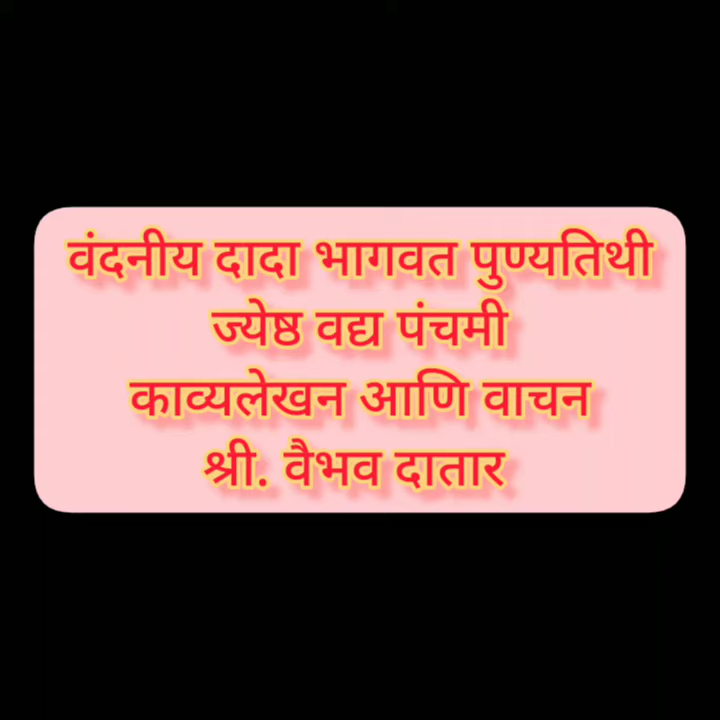 वंदनीय दादा भागवत पुण्यतिथी
ज्येष्ठ वद्य पंचमी
काव्यलेखन आणि वाचन
श्री. वैभव दातार